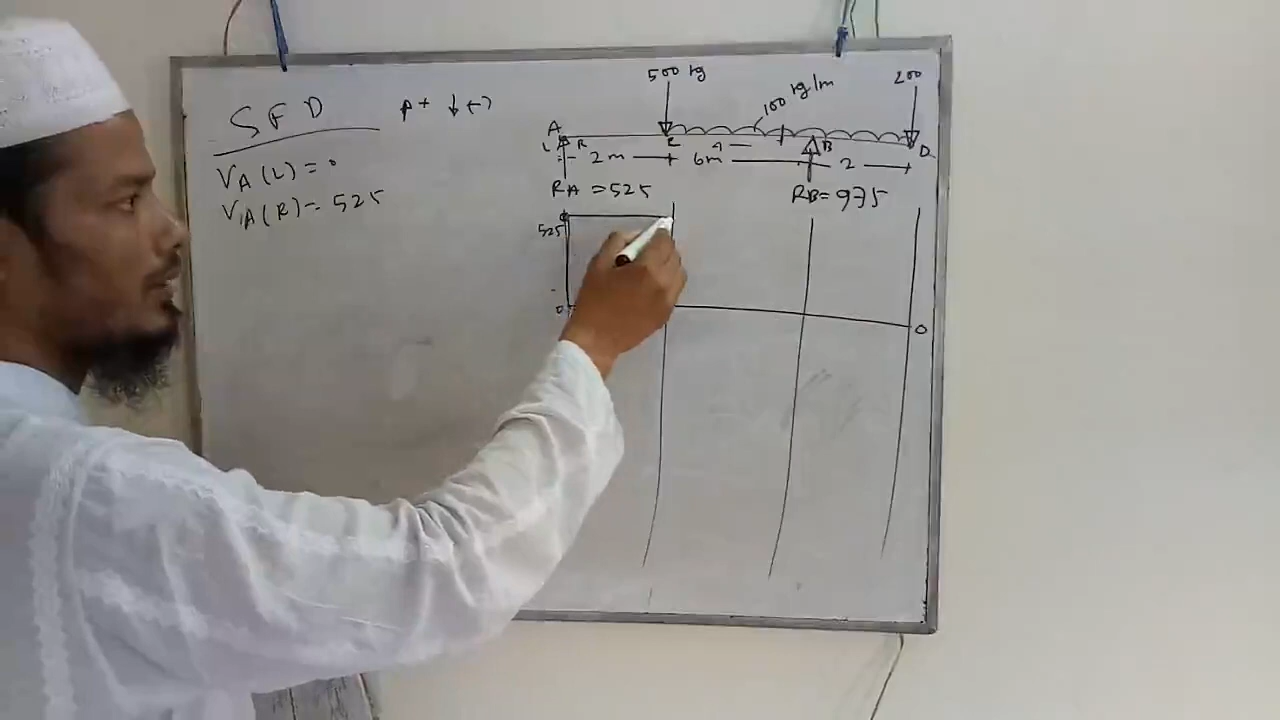 SFD
↑+ ↓(-)
VA(L) = 0
VA(R) = 525
500 kg
100 kg/m
200
A
L R
C
4
B
D
2m
6m
2
RA = 525
RB = 975
525
0
0